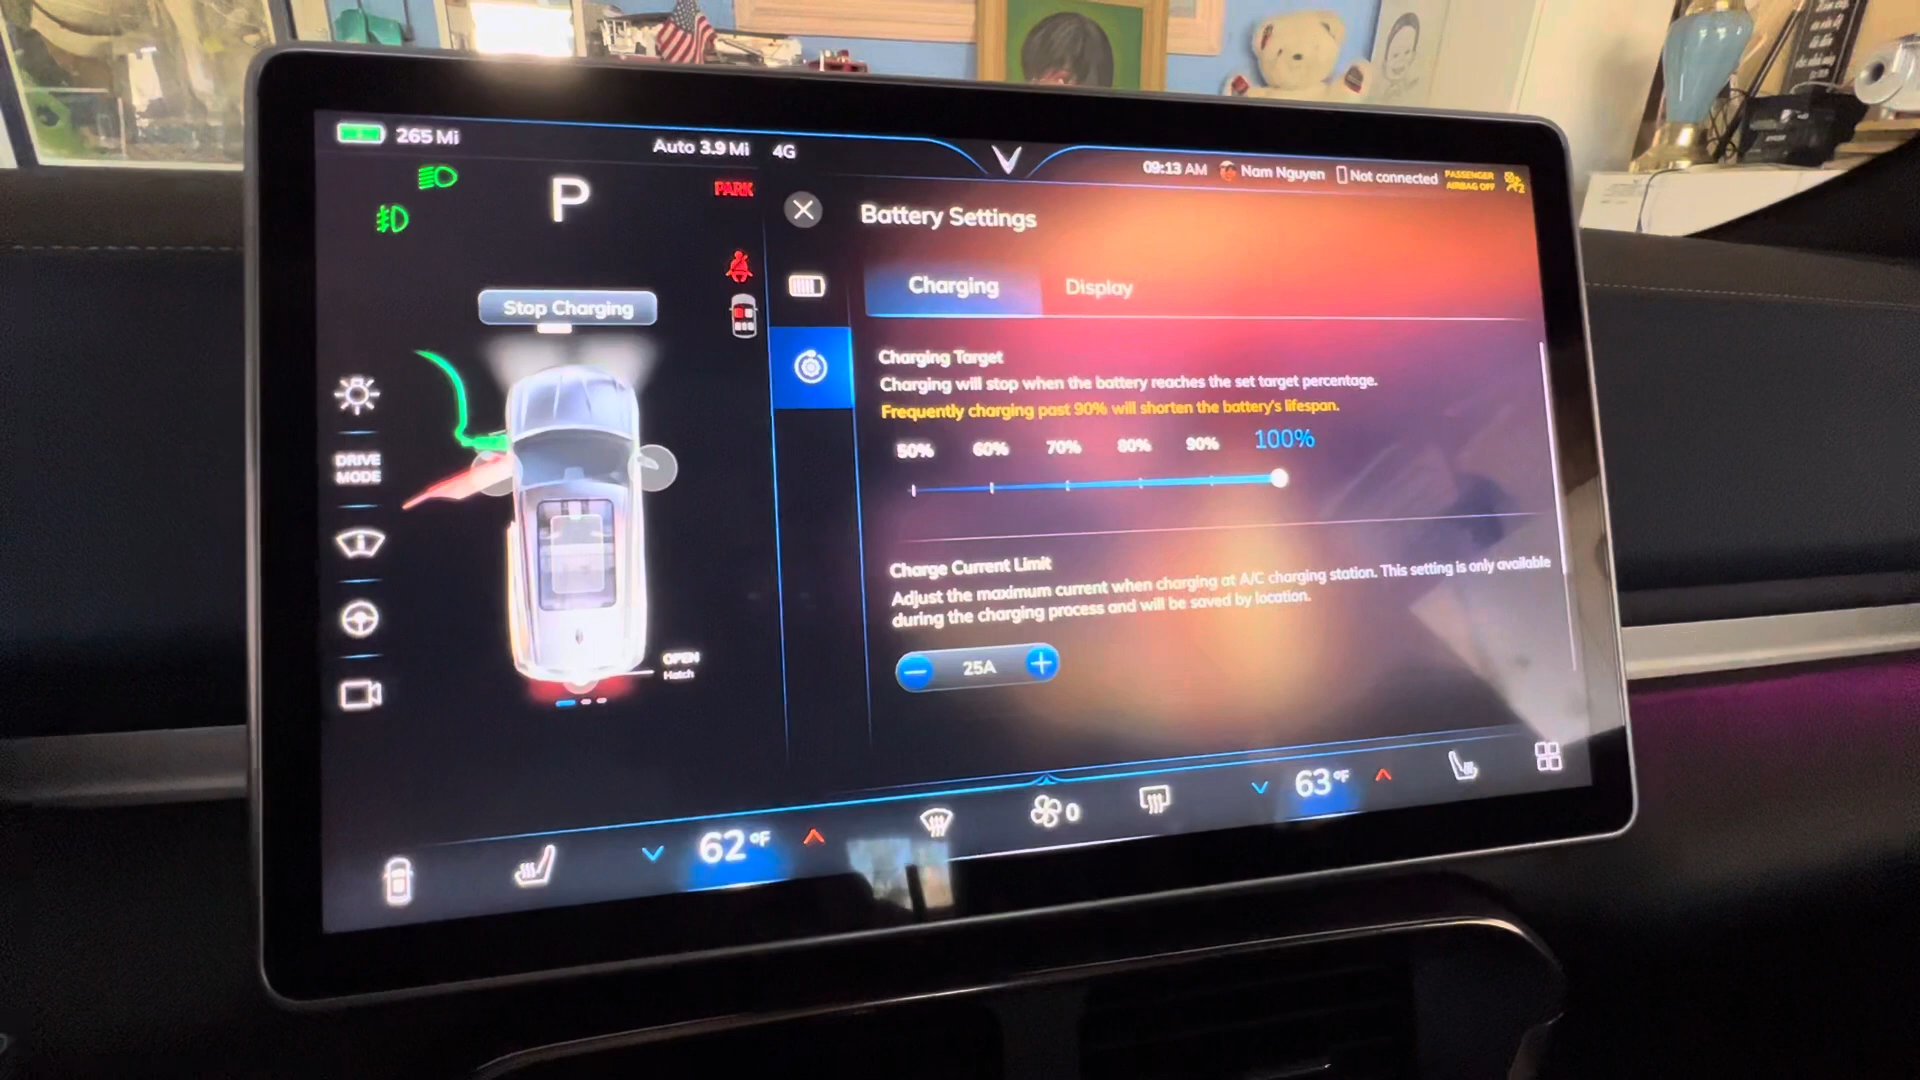 265 Mi
Auto 3.9 Mi
4G
09:13 AM
Nam Nguyen
Not connected
PASSENGER
AIRBAG OFF
2
P
PARK
Stop Charging
DRIVE
MODE
OPEN
Hatch
Battery Settings
Charging
Display
Charging Target
Charging will stop when the battery reaches the set target percentage.
Frequently charging past 90% will shorten the battery's lifespan.
50% 60% 70% 80% 90% 100%
Charge Current Limit
Adjust the maximum current when charging at A/C charging station. This setting is only available
during the charging process and will be saved by location.
25A
62°F
0
63°F